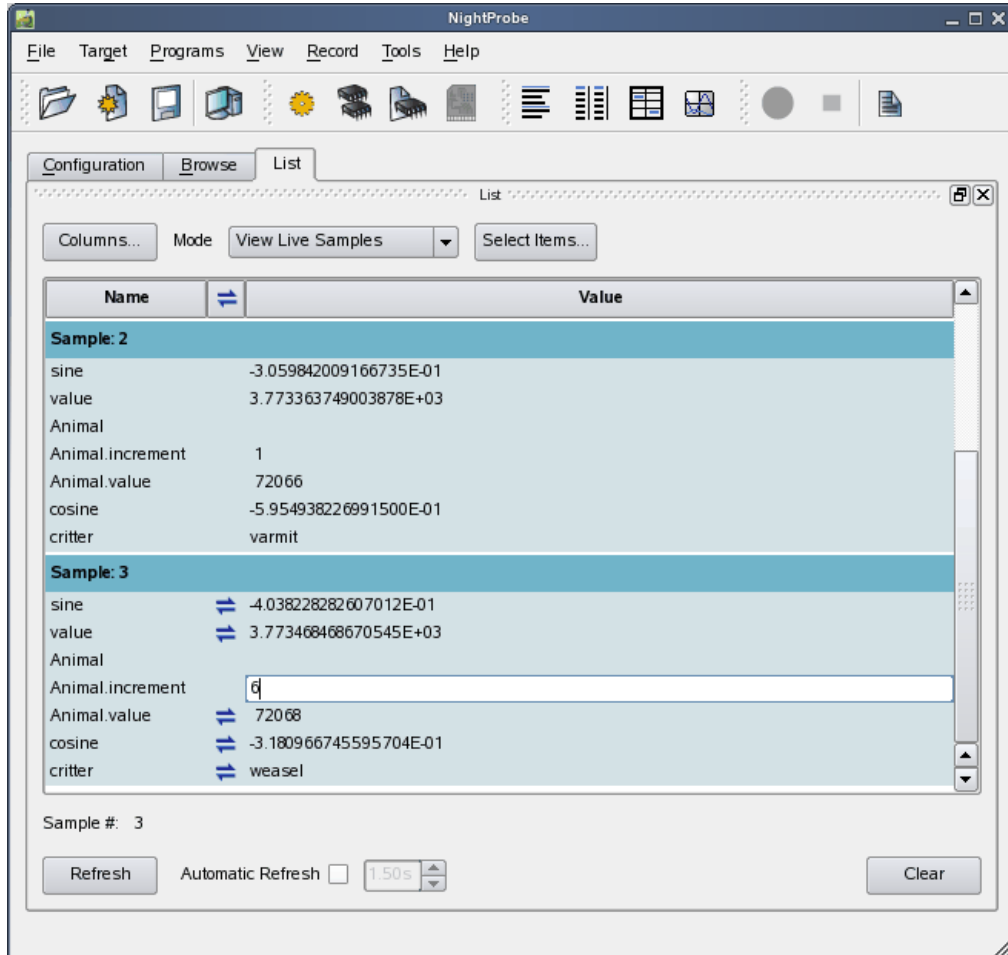 NightProbe
File Target Programs View Record Tools Help
Configuration Browse List
List
Columns... Mode View Live Samples Select Items...
Name Value
Sample: 2
sine -3.059842009166735E-01
value 3.773363749003878E+03
Animal
Animal.increment 1
Animal.value 72066
cosine -5.954938226991500E-01
critter varmit
Sample: 3
sine -4.038228282607012E-01
value 3.773468468670545E+03
Animal
Animal.increment 6
Animal.value 72068
cosine -3.180966745595704E-01
critter weasel
Sample #: 3
Refresh Automatic Refresh 1.50s Clear